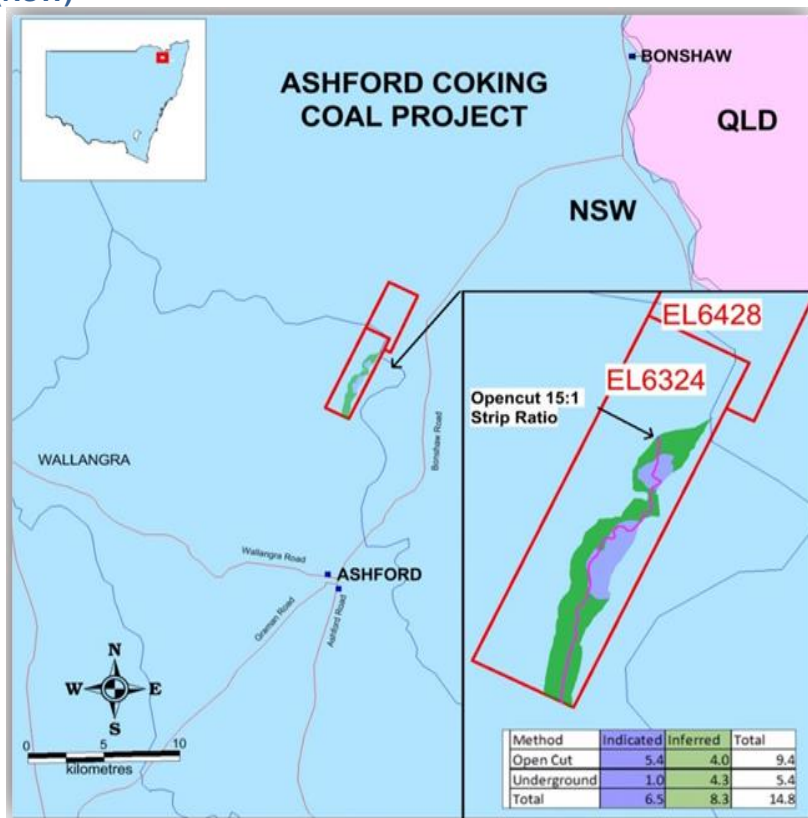 ASHFORD COKING
COAL PROJECT
BONSHAW
QLD
NSW
EL6428
EL6324
Opencut 15:1
Strip Ratio
WALLANGRA
Bonshaw Road
Wallangra Road
ASHFORD
Graman Road
Ashford Road
N
W E
S
0 5 10
kilometres
Method Indicated Inferred Total
Open Cut 5.4 4.0 9.4
Underground 1.0 4.3 5.4
Total 6.5 8.3 14.8